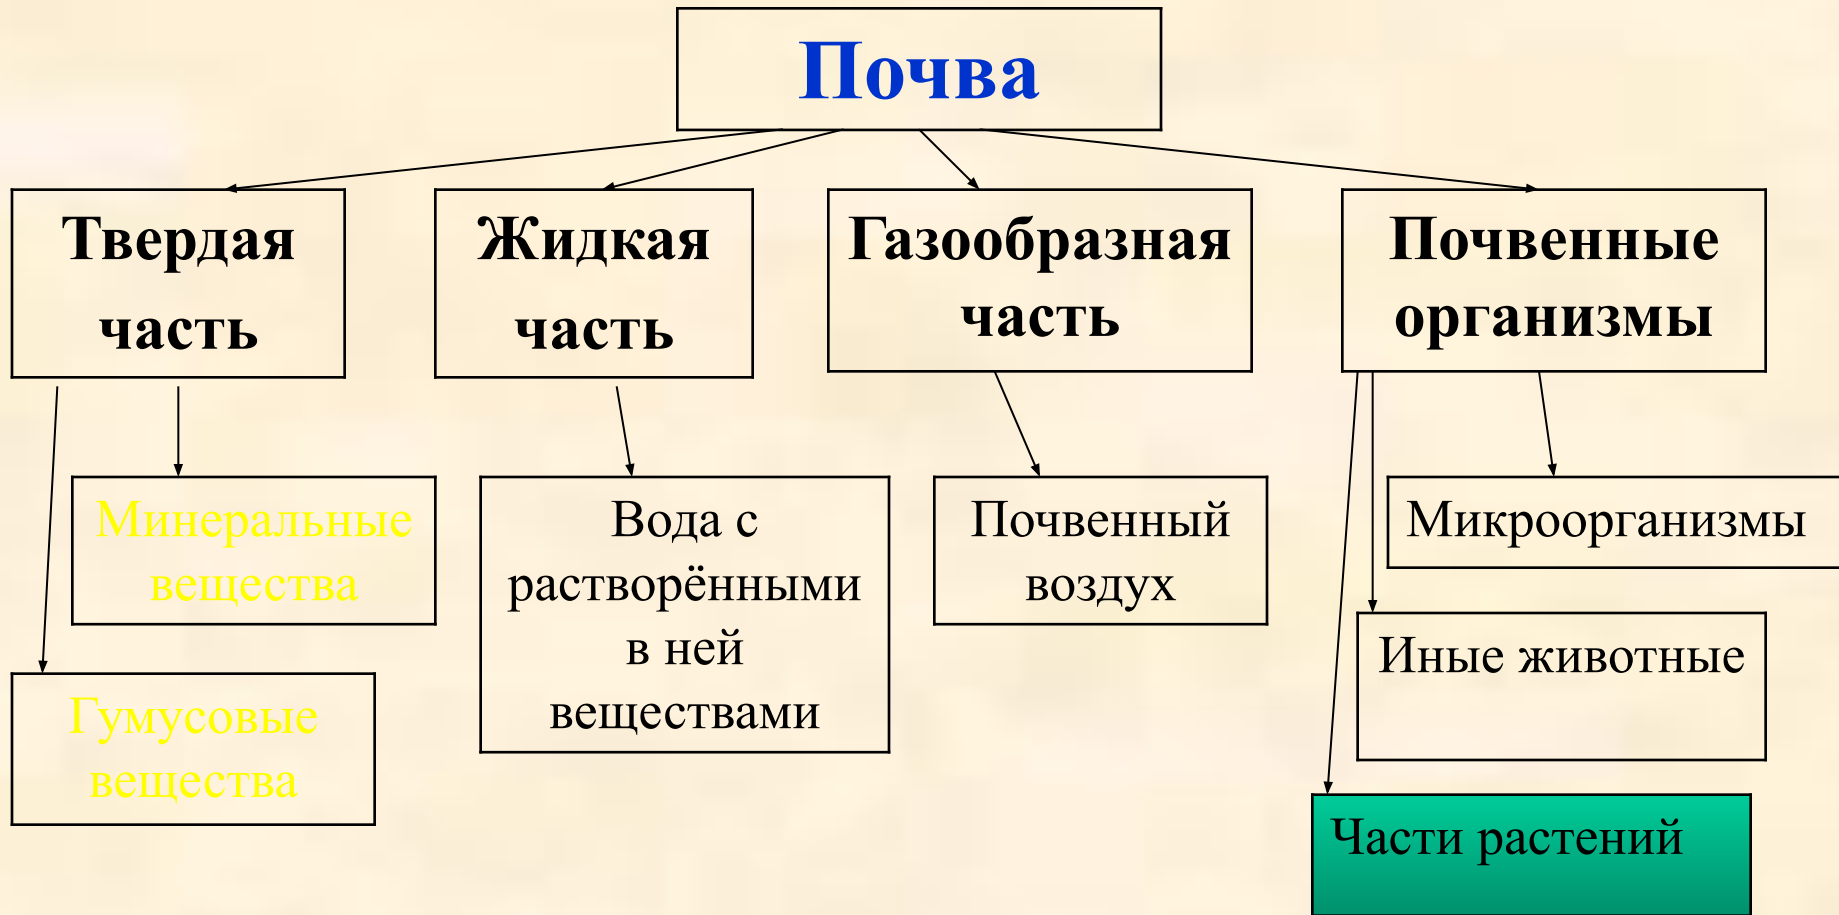 Почва
Твердая
часть
Жидкая
часть
Газообразная
часть
Почвенные
организмы
Минеральные
вещества
Гумусовые
вещества
Вода с
растворёнными
в ней
веществами
Почвенный
воздух
Микроорганизмы
Иные животные
Части растений